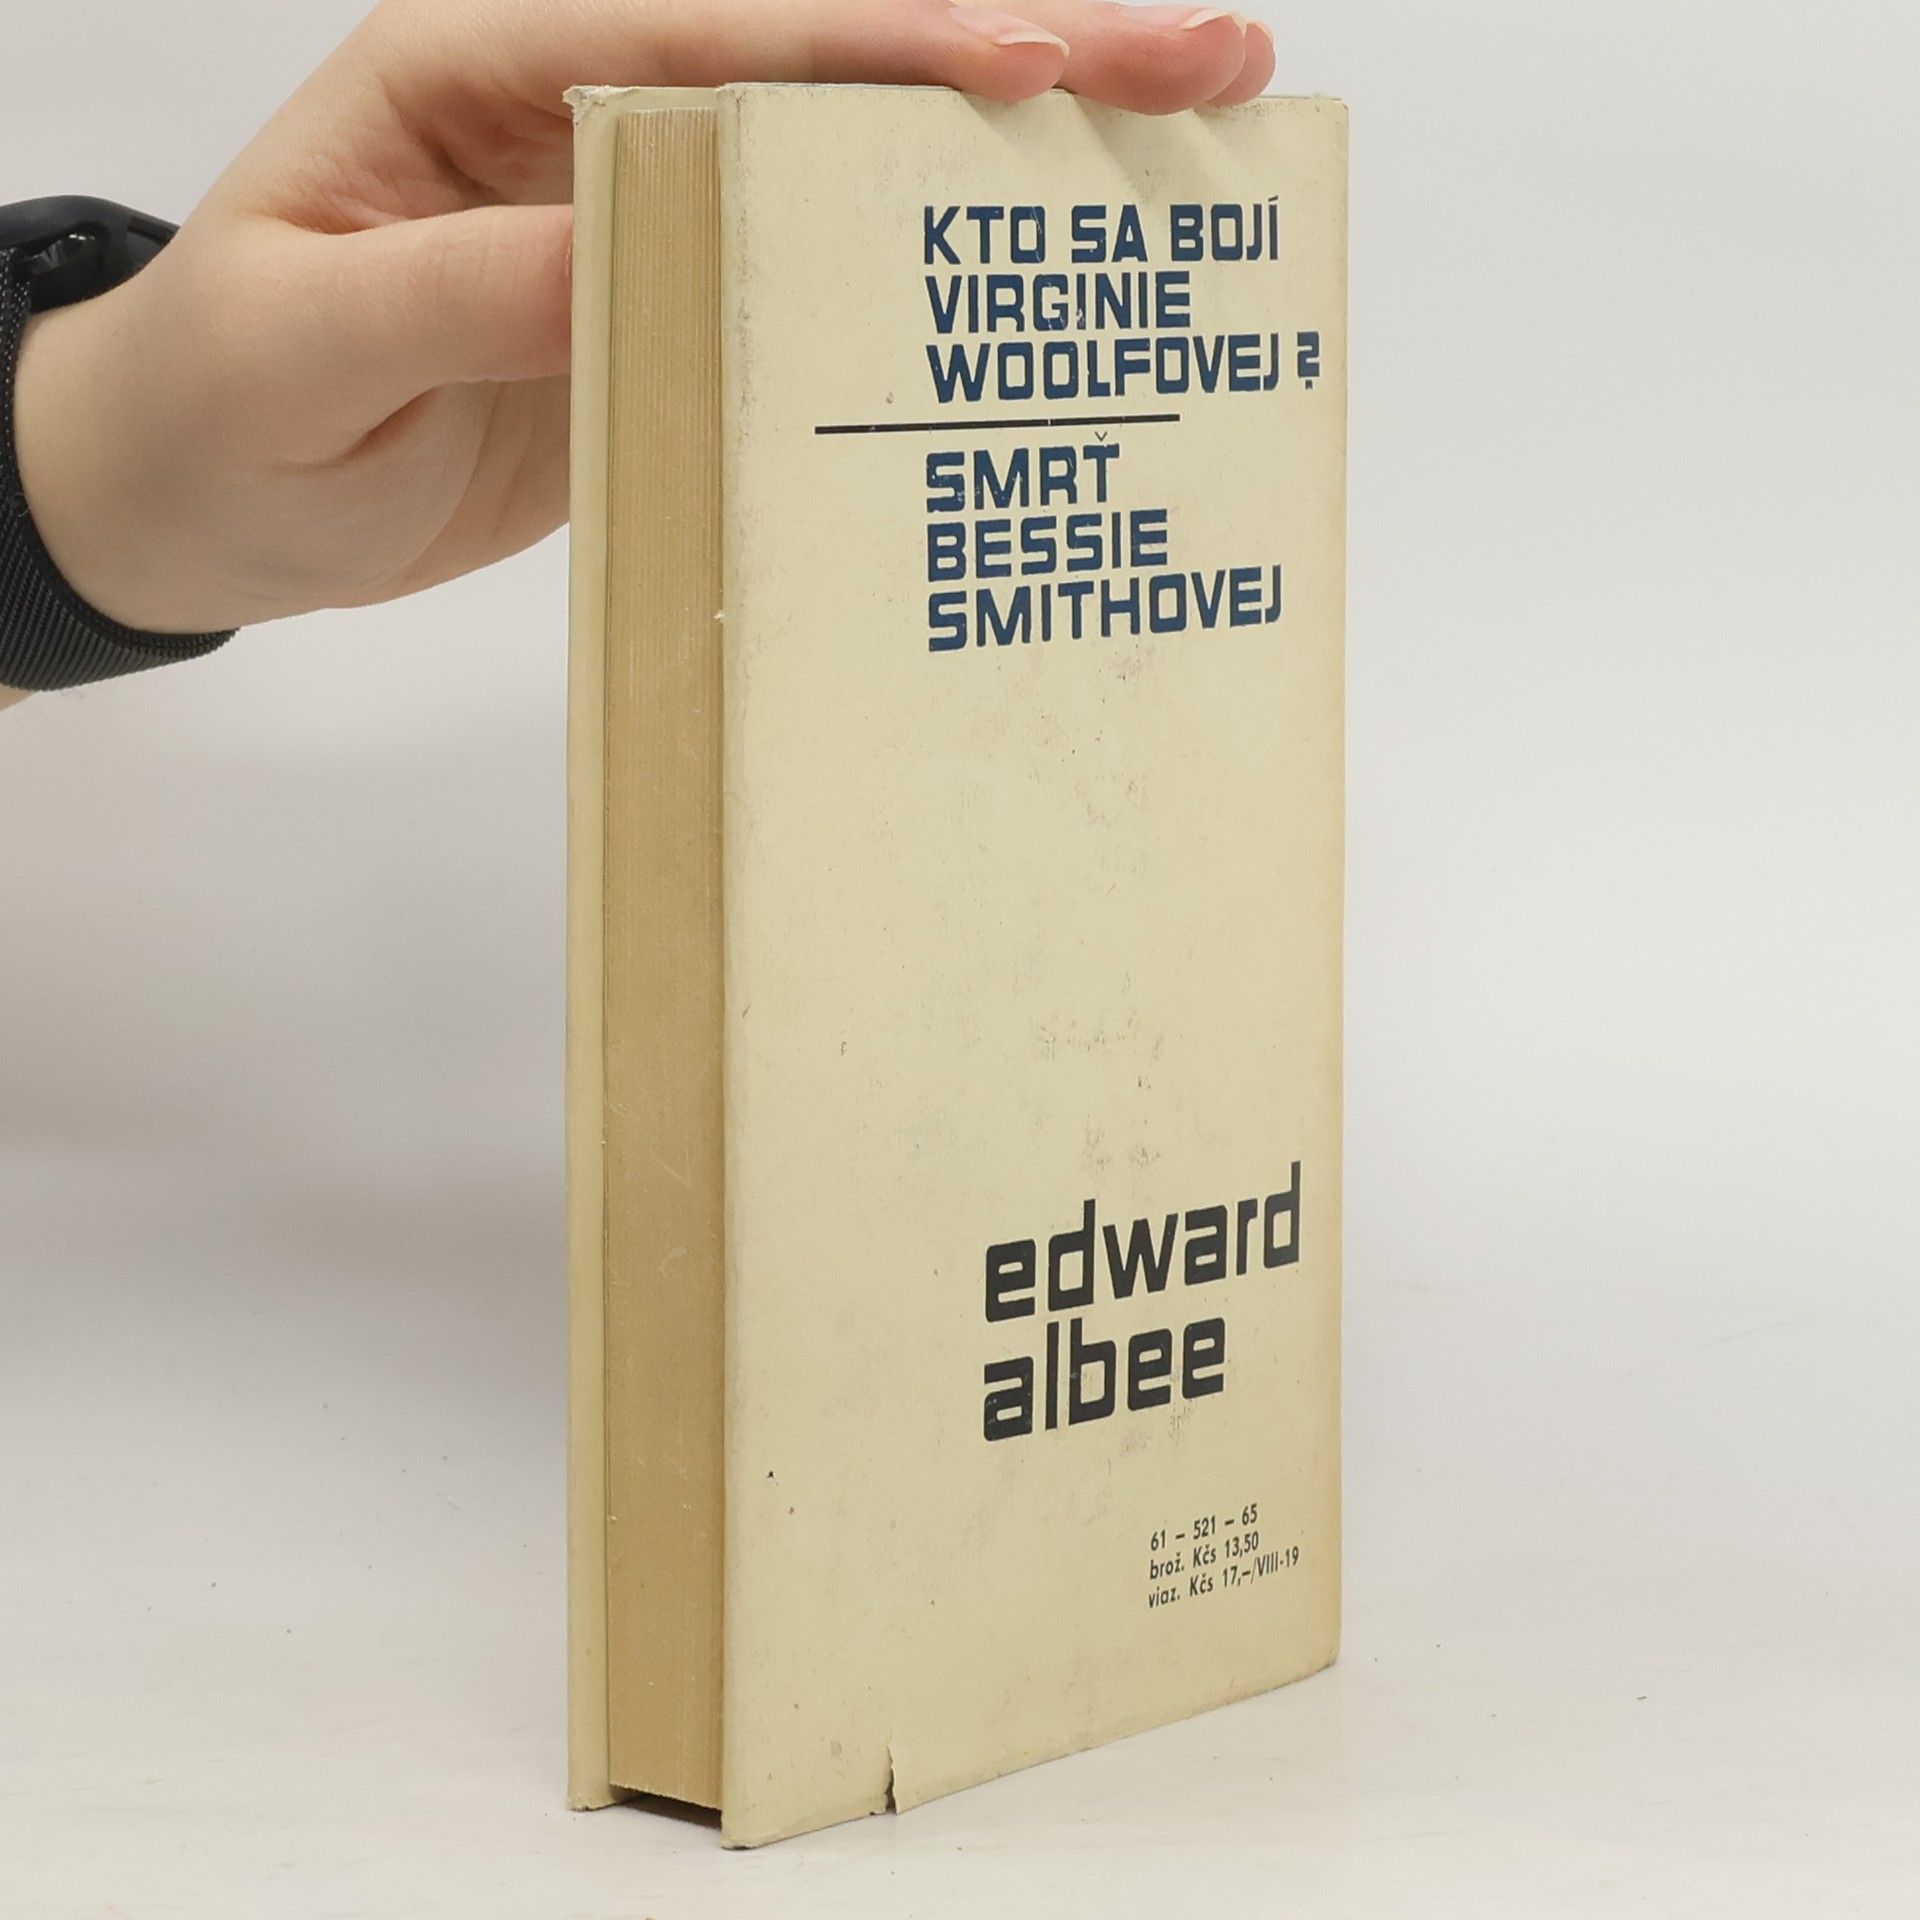 KTO SA BOJÍ
VIRGINIE
WOOLFOVEJ?
SMRŤ
BESSIE
SMITHOVEJ
edward
albee
61 – 521 – 65
brož. Kčs 13,50
viaz. Kčs 17,–/VIII-19